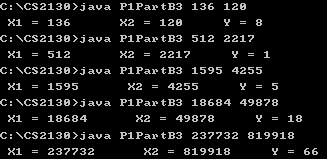 C:\CS2130>java P1PartB3 136 120
X1 = 136 X2 = 120 Y = 8
C:\CS2130>java P1PartB3 512 2217
X1 = 512 X2 = 2217 Y = 1
C:\CS2130>java P1PartB3 1595 4255
X1 = 1595 X2 = 4255 Y = 5
C:\CS2130>java P1PartB3 18684 49878
X1 = 18684 X2 = 49878 Y = 18
C:\CS2130>java P1PartB3 237732 819918
X1 = 237732 X2 = 819918 Y = 66